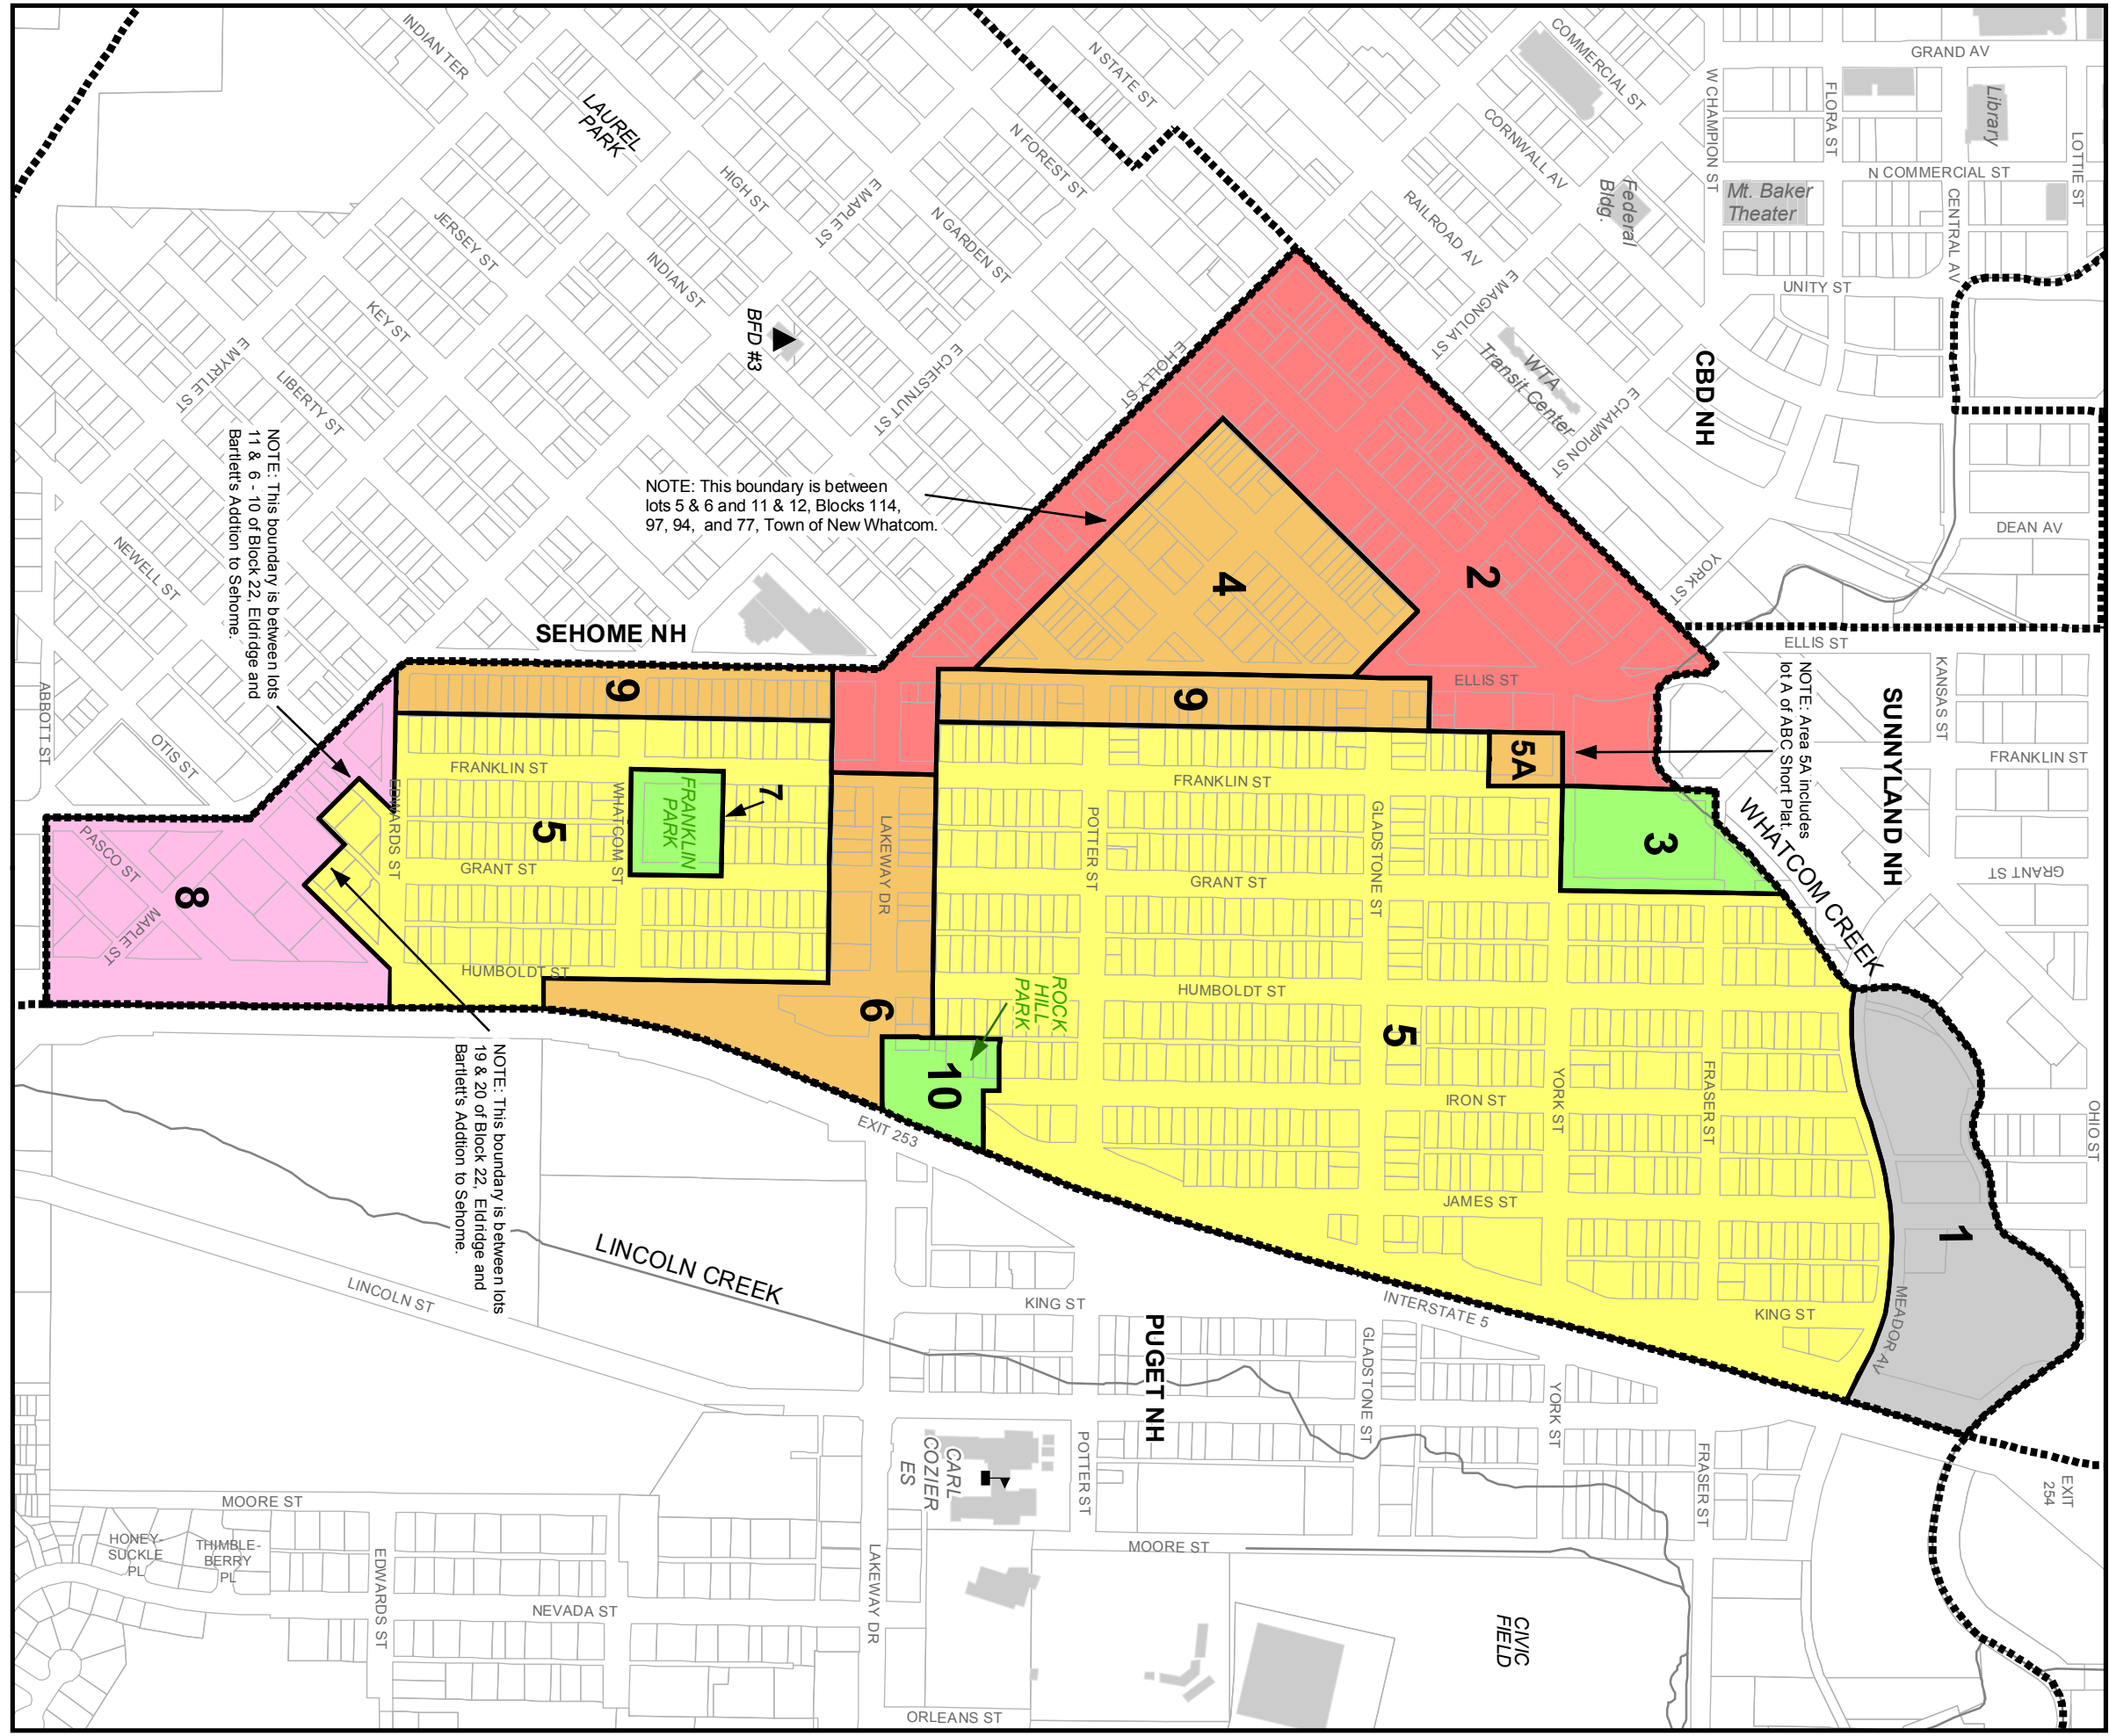 GRAND AV
COMMERCIAL ST
INDIAN TER
N STATE ST
W CHAMPION ST
FLORA ST
Library
LOTTIE ST
LAUREL
PARK
N FOREST ST
CORNWALL AV
N COMMERCIAL ST
HIGH ST
E MAPLE ST
N GARDEN ST
RAILROAD AV
Federal
Bldg.
Mt. Baker
Theater
CENTRAL AV
JERSEY ST
INDIAN ST
E MAGNOLIA ST
UNITY ST
KEY ST
BFD #3
E CHESTNUT ST
E HOLLY ST
WTA
Transit Center
E CHAMPION ST
CBD NH
E MYRTLE ST
LIBERTY ST
NOTE: This boundary is between lots
11 & 6 - 10 of Block 22, Eldridge and
Bartlett's Addtion to Sehome.
NOTE: This boundary is between
lots 5 & 6 and 11 & 12, Blocks 114,
97, 94, and 77, Town of New Whatcom.
NEWELL ST
4
2
YORK ST
DEAN AV
SEHOME NH
ELLIS ST
KANSAS ST
ABBOTT ST
OTIS ST
9
9
ELLIS ST
NOTE: Area 5A includes
lot A of ABC Short Plat.
SUNNYLAND NH
5A
FRANKLIN ST
FRANKLIN ST
FRANKLIN ST
EDWARDS ST
WHATCOM ST
FRANKLIN
PARK
7
5
LAKEWAY DR
POTTER ST
GLADSTONE ST
3
WHATCOM CREEK
PASCO ST
8
MAPLE ST
GRANT ST
GRANT ST
GRANT ST
HUMBOLDT ST
HUMBOLDT ST
6
ROCK
HILL
PARK
5
10
NOTE: This boundary is between lots
19 & 20 of Block 22, Eldridge and
Bartlett's Addtion to Sehome.
EXIT 253
IRON ST
YORK ST
FRASER ST
OHIO ST
JAMES ST
1
LINCOLN CREEK
LINCOLN ST
KING ST
INTERSTATE 5
KING ST
MEADOR AV
PUGET NH
GLADSTONE ST
YORK ST
FRASER ST
POTTER ST
CARL
COZIER
ES
EXIT
254
MOORE ST
HONEY-
SUCKLE
PL
THIMBLE-
BERRY
PL
EDWARDS ST
LAKEWAY DR
MOORE ST
NEVADA ST
CIVIC
FIELD
ORLEANS ST